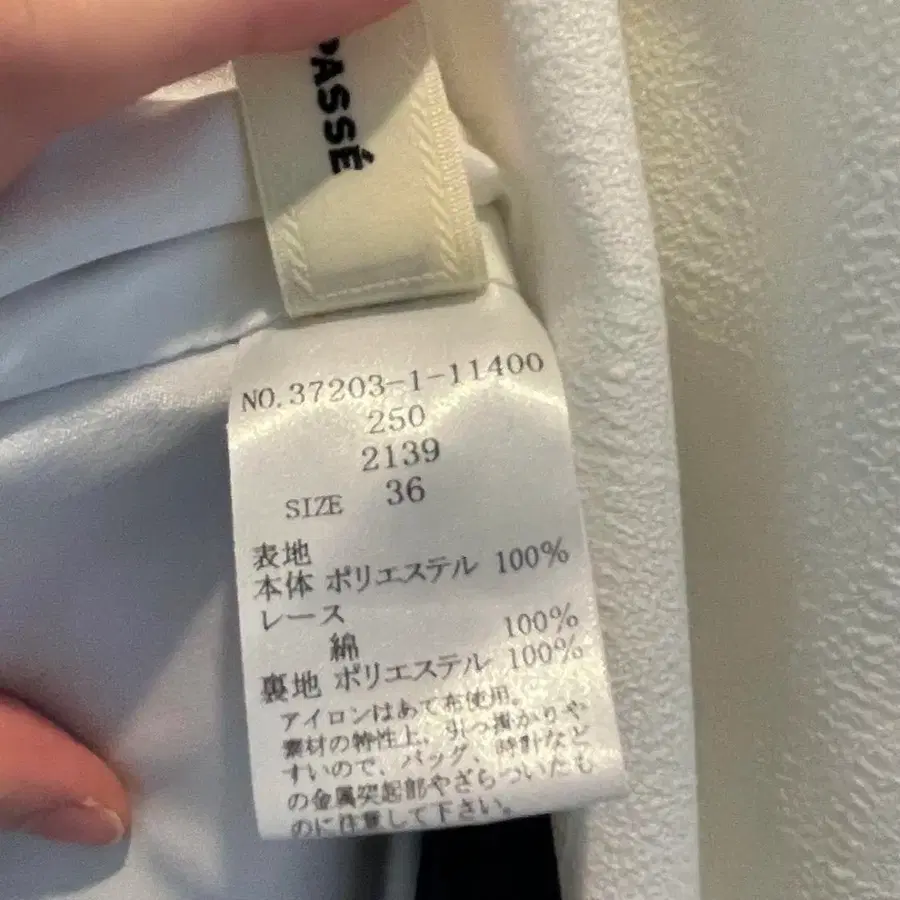 PASSÉ
NO.37203-1-11400
250
2139
SIZE 36
表地
本体 ポリエステル 100%
レース
綿 100%
裏地 ポリエステル 100%
アイロンはあて布使用。
素材の特性上、引っ掛かりや
すいので、バッグ、時計など
の金属突起部やざらついたも
のに注意して下さい。